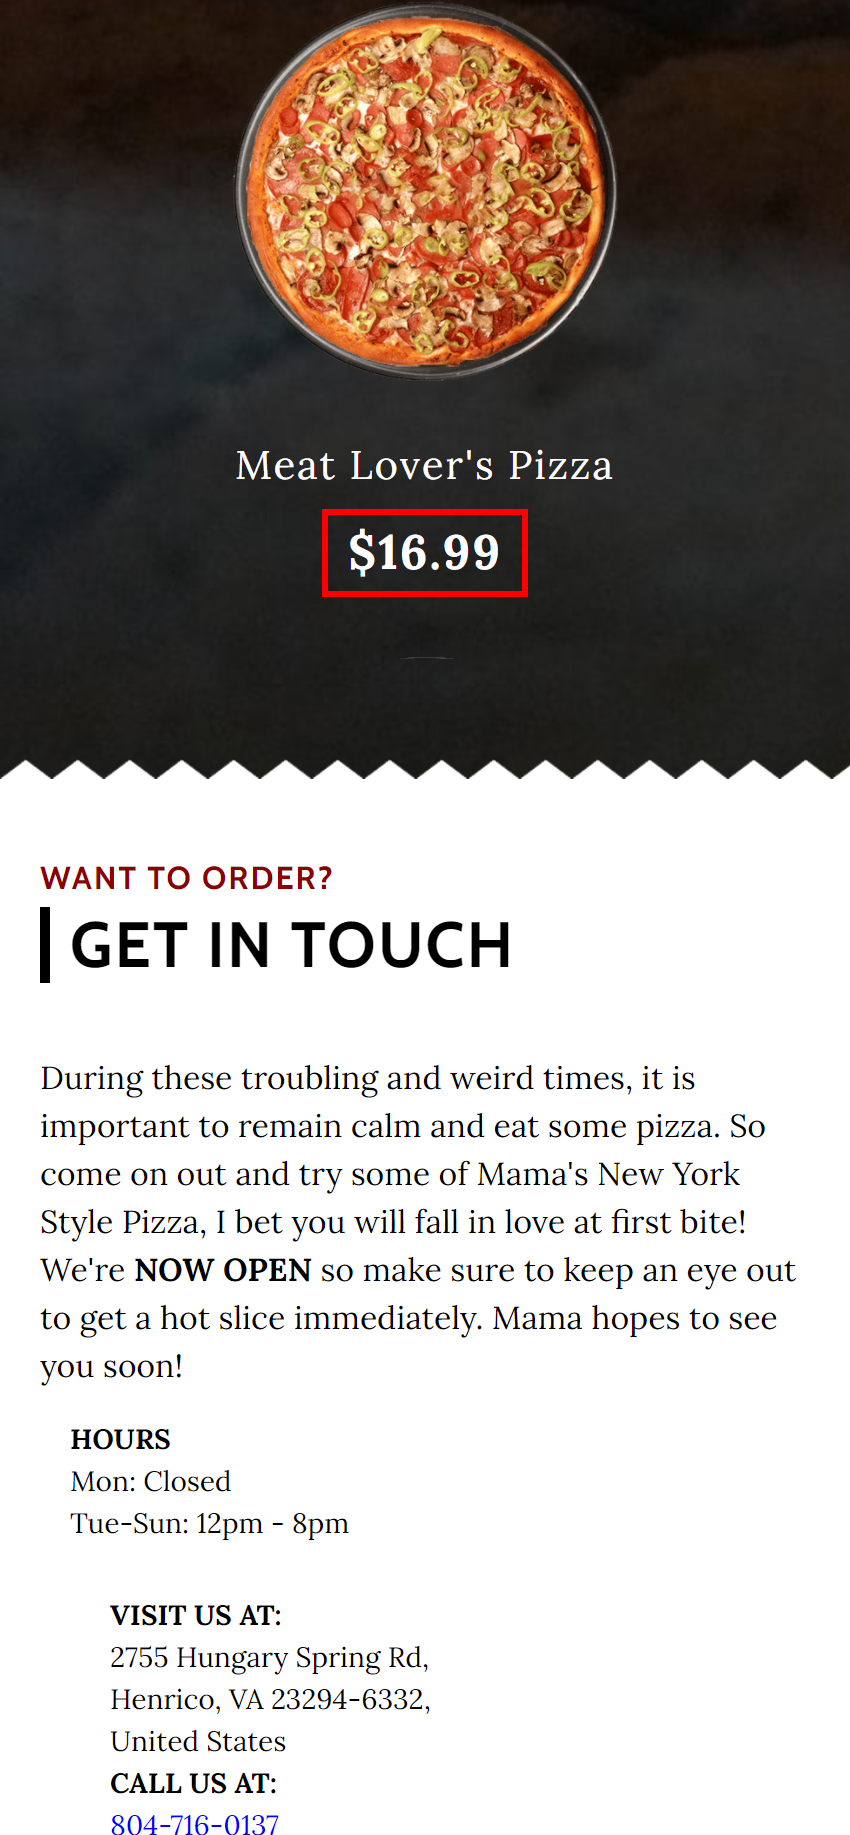 Meat Lover's Pizza
$16.99
WANT TO ORDER?
GET IN TOUCH
During these troubling and weird times, it is
important to remain calm and eat some pizza. So
come on out and try some of Mama's New York
Style Pizza, I bet you will fall in love at first bite!
We're NOW OPEN so make sure to keep an eye out
to get a hot slice immediately. Mama hopes to see
you soon!
HOURS
Mon: Closed
Tue-Sun: 12pm - 8pm
VISIT US AT:
2755 Hungary Spring Rd,
Henrico, VA 23294-6332,
United States
CALL US AT:
804-716-0137